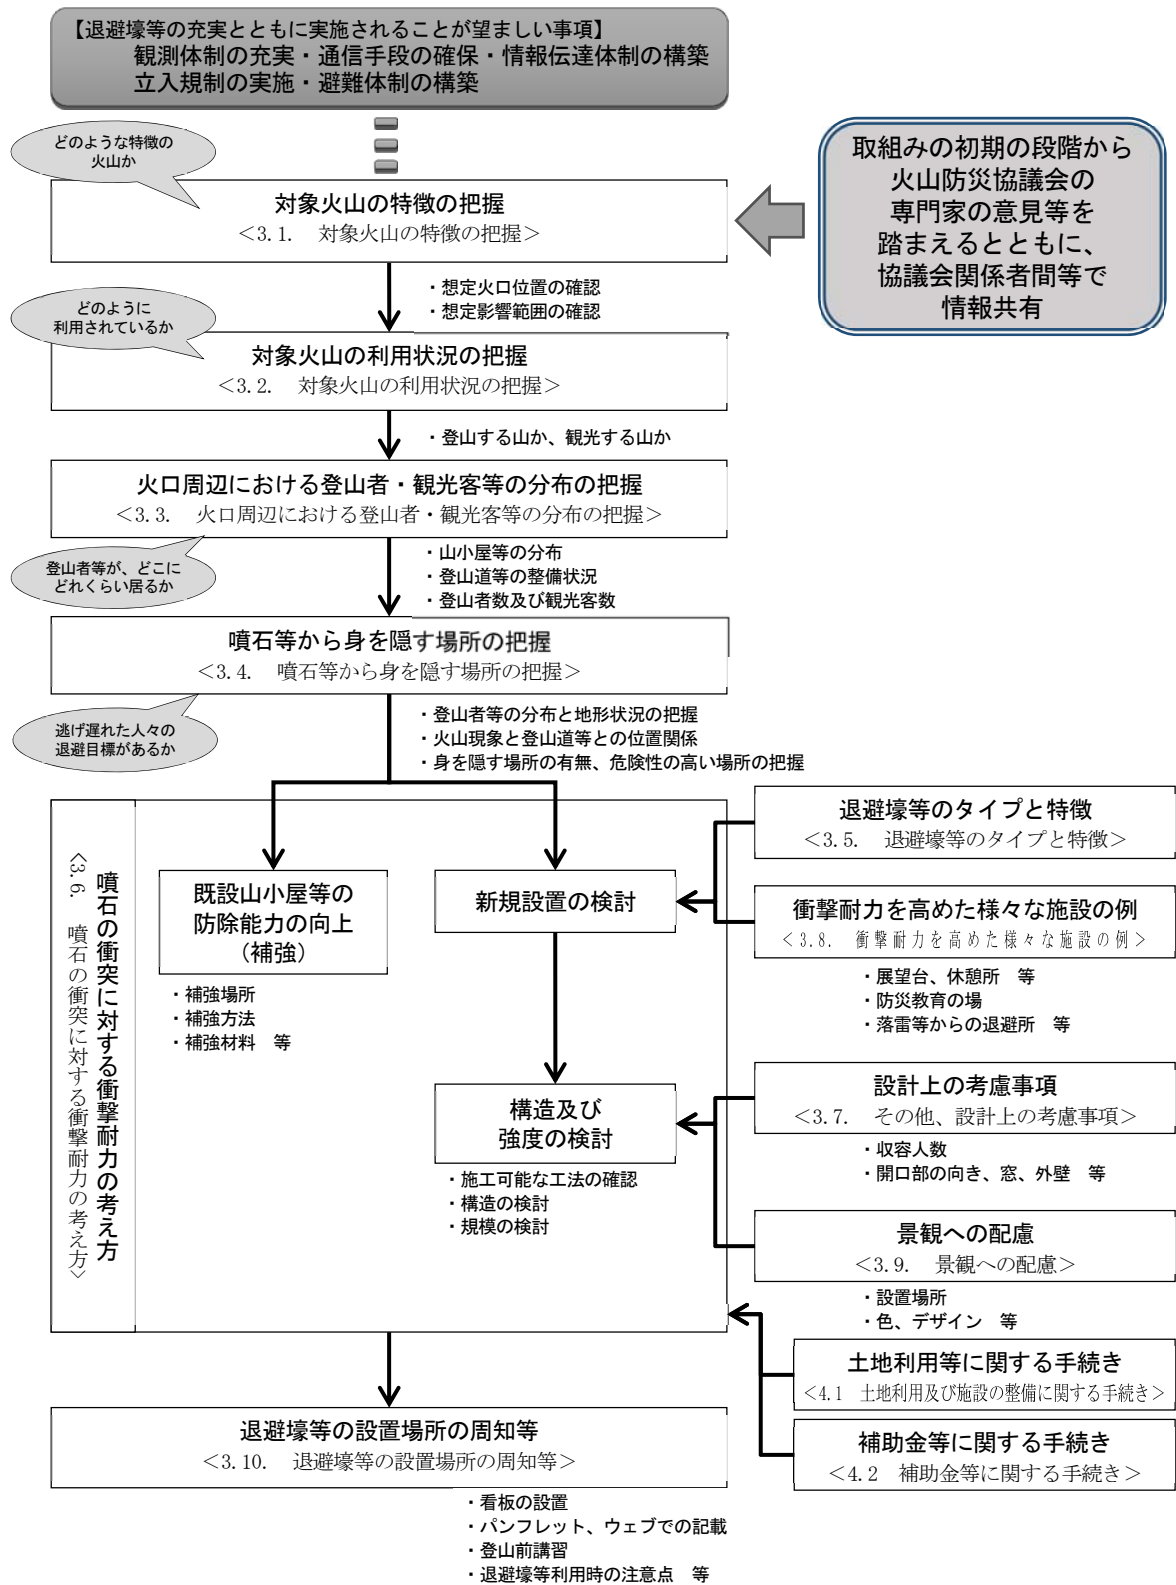 【退避壕等の充実とともに実施されることが望ましい事項】
観測体制の充実・通信手段の確保・情報伝達体制の構築
立入規制の実施・避難体制の構築
どのような特徴の
火山か
取組みの初期の段階から
火山防災協議会の
専門家の意見等を
踏まえるとともに、
協議会関係者間等で
情報共有
対象火山の特徴の把握
<3.1.　対象火山の特徴の把握>
・想定火口位置の確認
・想定影響範囲の確認
どのように
利用されているか
対象火山の利用状況の把握
<3.2.　対象火山の利用状況の把握>
・登山する山か、観光する山か
火口周辺における登山者・観光客等の分布の把握
<3.3.　火口周辺における登山者・観光客等の分布の把握>
登山者等が、どこに
どれくらい居るか
・山小屋等の分布
・登山道等の整備状況
・登山者数及び観光客数
噴石等から身を隠す場所の把握
<3.4.　噴石等から身を隠す場所の把握>
逃げ遅れた人々の
退避目標があるか
・登山者等の分布と地形状況の把握
・火山現象と登山道等との位置関係
・身を隠す場所の有無、危険性の高い場所の把握
噴石の衝突に対する衝撃耐力の考え方
<3.6.　噴石の衝突に対する衝撃耐力の考え方>
既設山小屋等の
防除能力の向上
（補強）
・補強場所
・補強方法
・補強材料　等
新規設置の検討
構造及び
強度の検討
・施工可能な工法の確認
・構造の検討
・規模の検討
退避壕等のタイプと特徴
<3.5.　退避壕等のタイプと特徴>
衝撃耐力を高めた様々な施設の例
<3.8.　衝撃耐力を高めた様々な施設の例>
・展望台、休憩所　等
・防災教育の場
・落雷等からの退避所　等
設計上の考慮事項
<3.7.　その他、設計上の考慮事項>
・収容人数
・開口部の向き、窓、外壁　等
景観への配慮
<3.9.　景観への配慮>
・設置場所
・色、デザイン　等
土地利用等に関する手続き
<4.1　土地利用及び施設の整備に関する手続き>
補助金等に関する手続き
<4.2　補助金等に関する手続き>
退避壕等の設置場所の周知等
<3.10.　退避壕等の設置場所の周知等>
・看板の設置
・パンフレット、ウェブでの記載
・登山前講習
・退避壕等利用時の注意点　等